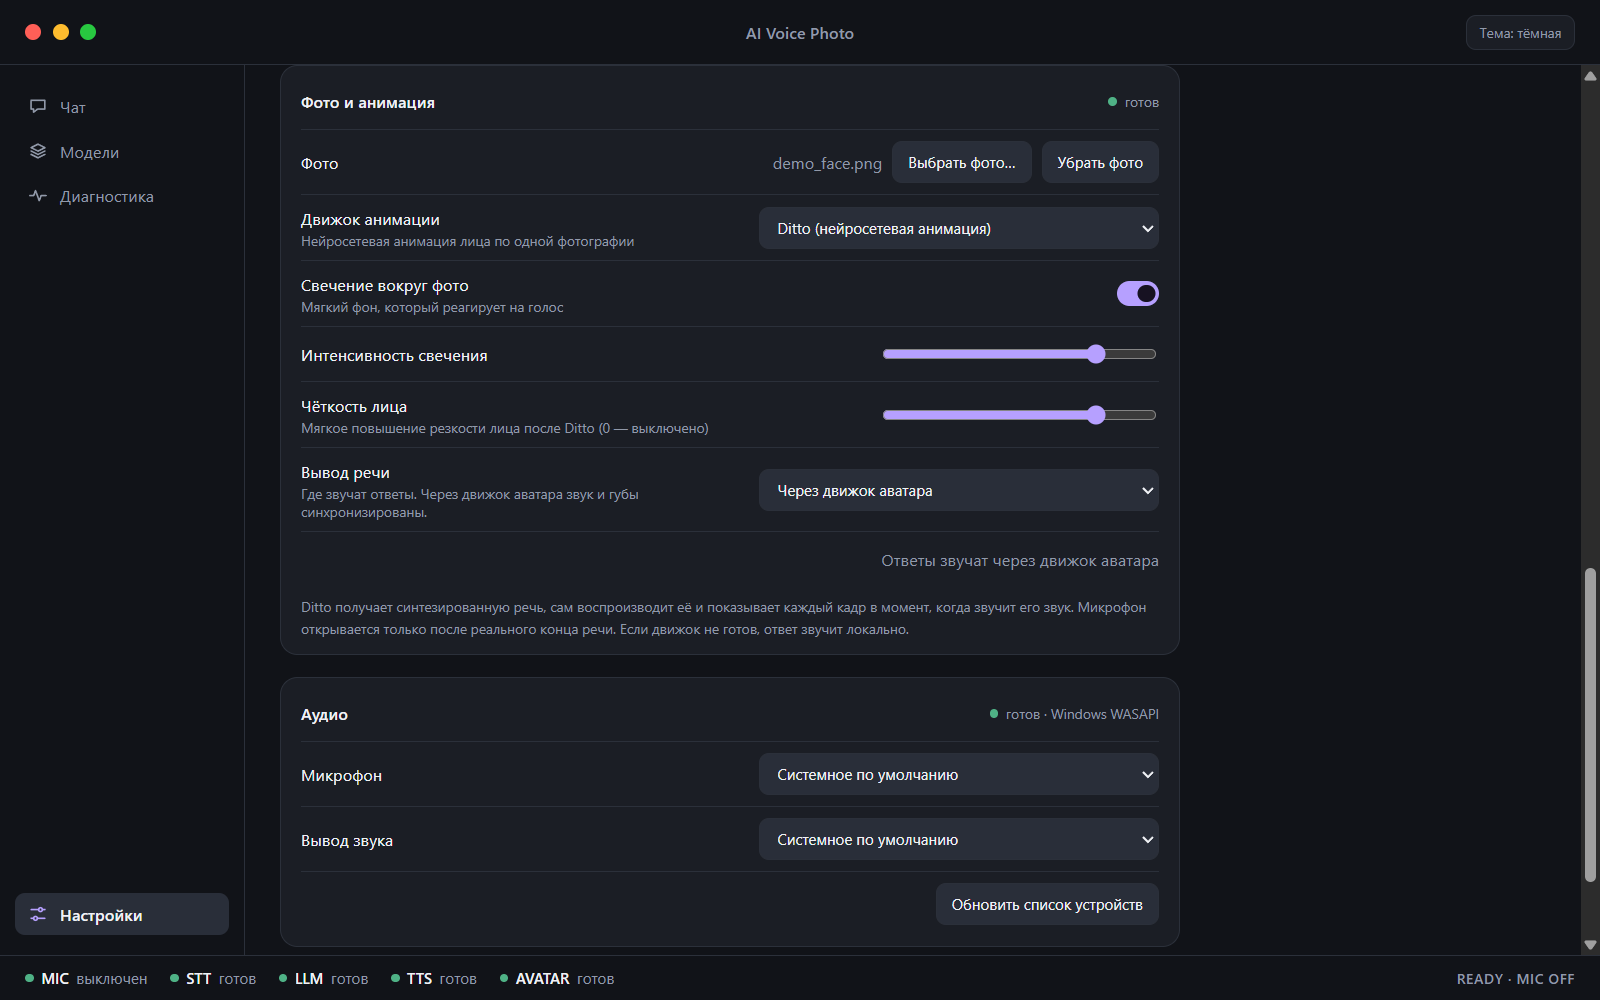 AI Voice Photo
Тема: тёмная
Чат
Модели
Диагностика
Настройки
Фото и анимация
готов
Фото
demo_face.png
Выбрать фото...
Убрать фото
Движок анимации
Нейросетевая анимация лица по одной фотографии
Ditto (нейросетевая анимация)
Свечение вокруг фото
Мягкий фон, который реагирует на голос
Интенсивность свечения
Чёткость лица
Мягкое повышение резкости лица после Ditto (0 — выключено)
Вывод речи
Где звучат ответы. Через движок аватара звук и губы
синхронизированы.
Через движок аватара
Ответы звучат через движок аватара
Ditto получает синтезированную речь, сам воспроизводит её и показывает каждый кадр в момент, когда звучит его звук. Микрофон
открывается только после реального конца речи. Если движок не готов, ответ звучит локально.
Аудио
готов · Windows WASAPI
Микрофон
Системное по умолчанию
Вывод звука
Системное по умолчанию
Обновить список устройств
MIC выключен
STT готов
LLM готов
TTS готов
AVATAR готов
READY · MIC OFF